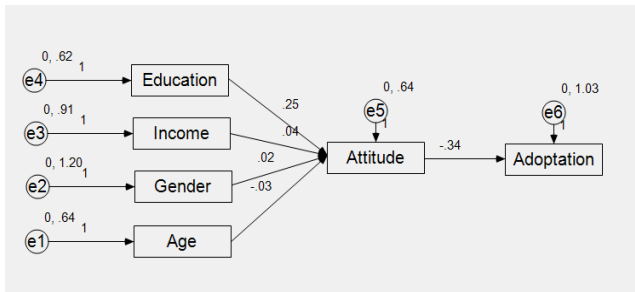 0, .62
1
e4
Education
0, .91
1
e3
Income
0, 1.20
1
e2
Gender
0, .64
1
e1
Age
.25
.04
.02
-.03
0, .64
e5
1
Attitude
-.34
0, 1.03
e6
1
Adoptation